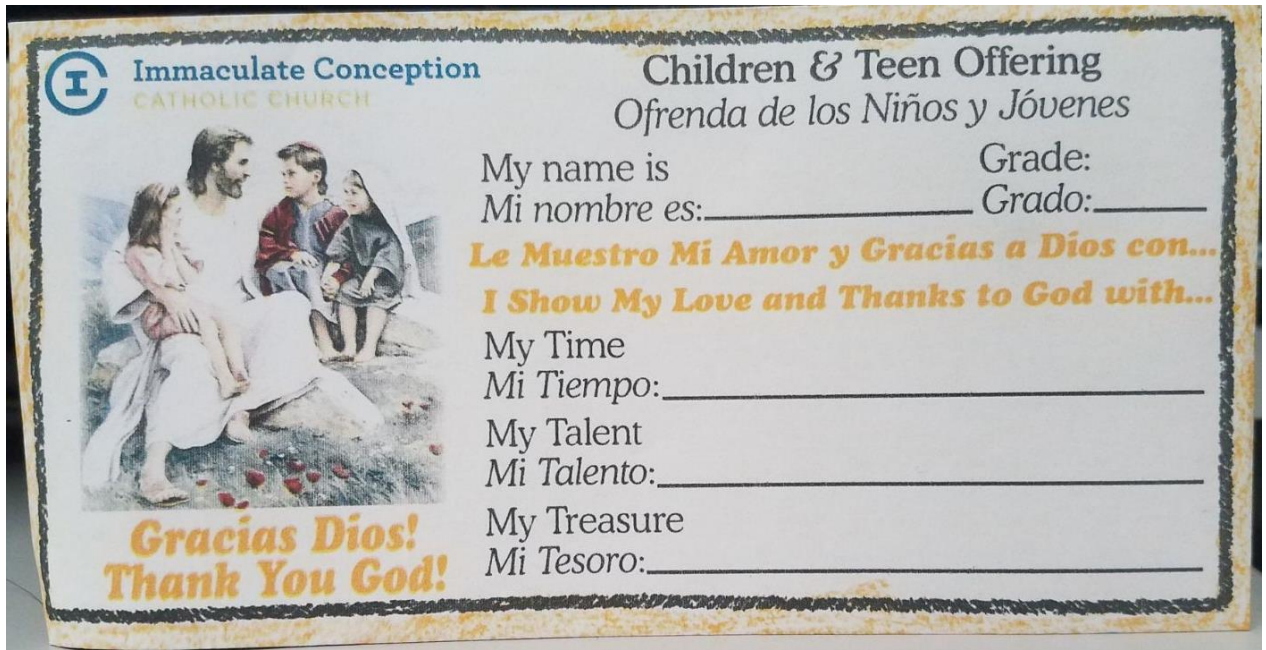 I
Immaculate Conception
CATHOLIC CHURCH
Gracias Dios!
Thank You God!
Children & Teen Offering
Ofrenda de los Niños y Jóvenes
My name is
Mi nombre es:
Grade:
Grado:
Le Muestro Mi Amor y Gracias a Dios con...
I Show My Love and Thanks to God with...
My Time
Mi Tiempo:
My Talent
Mi Talento:
My Treasure
Mi Tesoro: